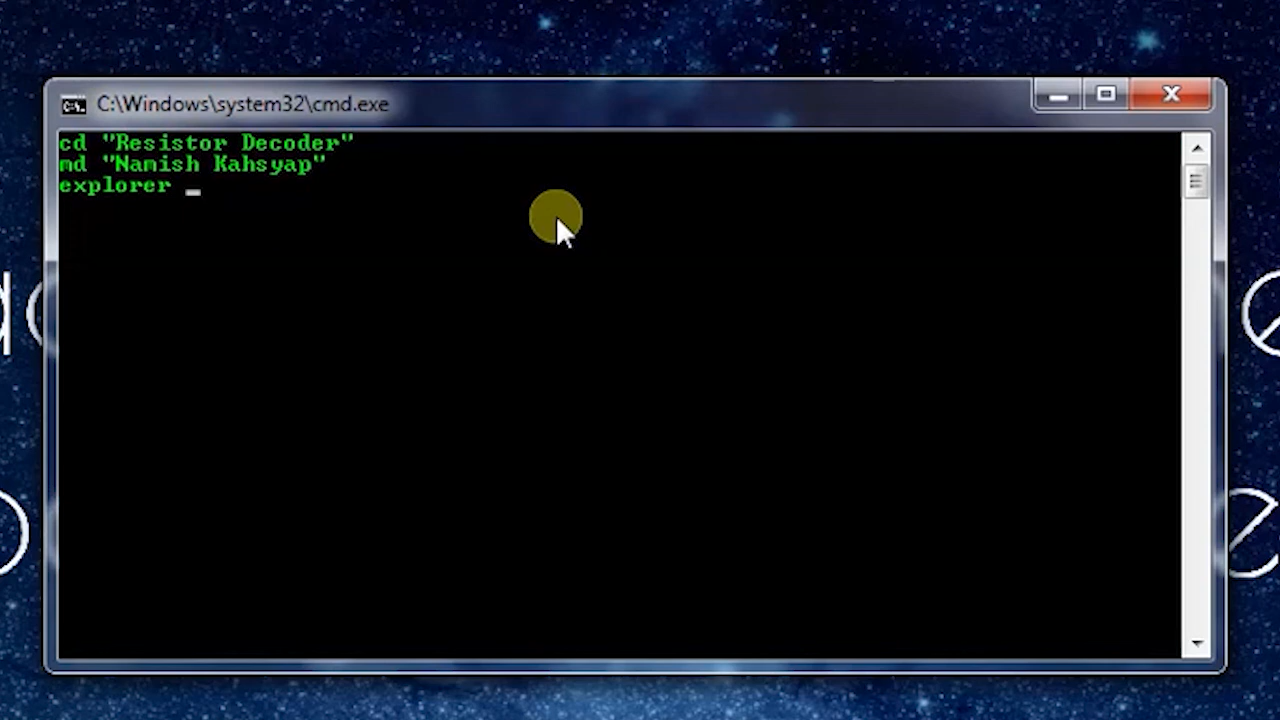 C:\Windows\system32\cmd.exe
cd "Resistor Decoder"
md "Namish Kahsyap"
explorer _